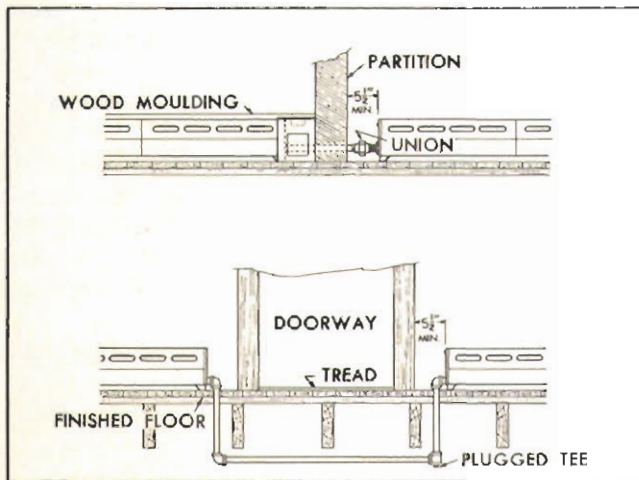 PARTITION
5½"
MIN.
WOOD MOULDING
UNION
DOORWAY
5½"
MIN.
TREAD
FINISHED FLOOR
PLUGGED TEE